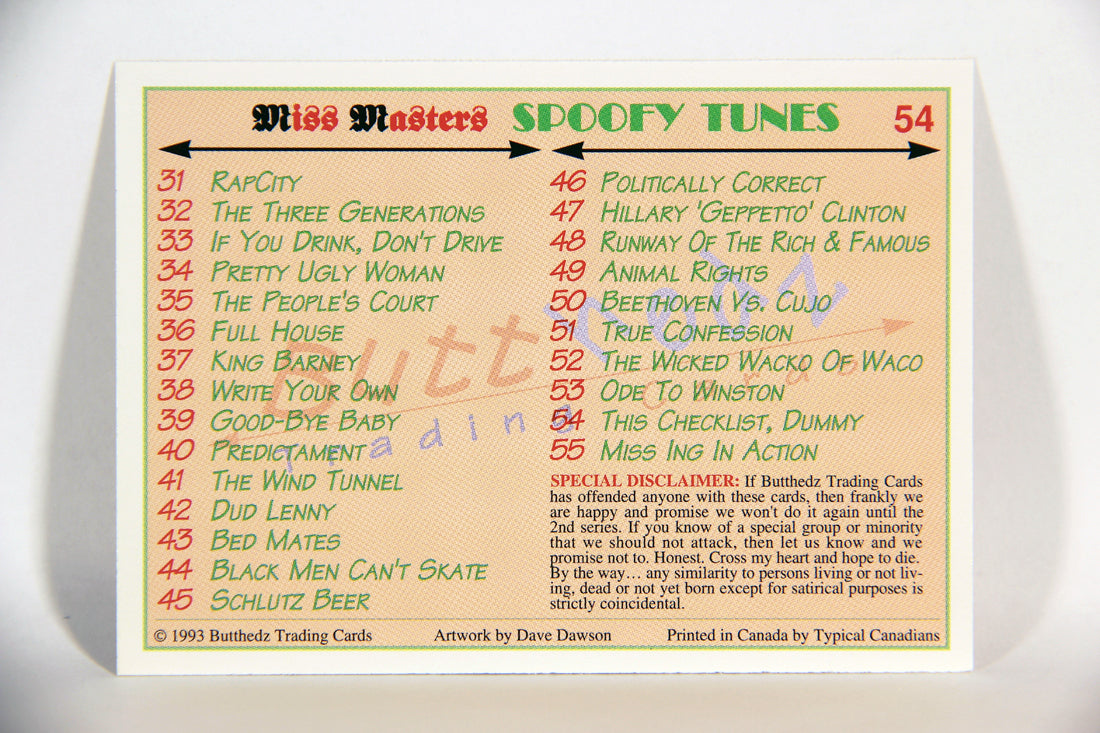 Miss Masters SPOOFY TUNES 54
31 RapCity
32 The Three Generations
33 If You Drink, Don't Drive
34 Pretty Ugly Woman
35 The People's Court
36 Full House
37 King Barney
38 Write Your Own
39 Good-Bye Baby
40 Predictament
41 The Wind Tunnel
42 Dud Lenny
43 Bed Mates
44 Black Men Can't Skate
45 Schlutz Beer
46 Politically Correct
47 Hillary 'Geppetto' Clinton
48 Runway Of The Rich & Famous
49 Animal Rights
50 Beethoven Vs. Cujo
51 True Confession
52 The Wicked Wacko Of Waco
53 Ode To Winston
54 This Checklist, Dummy
55 Miss Ing In Action
SPECIAL DISCLAIMER: If Butthedz Trading Cards
has offended anyone with these cards, then frankly we
are happy and promise we won't do it again until the
2nd series. If you know of a special group or minority
that we should not attack, then let us know and we
promise not to. Honest. Cross my heart and hope to die.
By the way… any similarity to persons living or not liv-
ing, dead or not yet born except for satirical purposes is
strictly coincidental.
© 1993 Butthedz Trading Cards Artwork by Dave Dawson Printed in Canada by Typical Canadians
Butthedz
Trading Cards